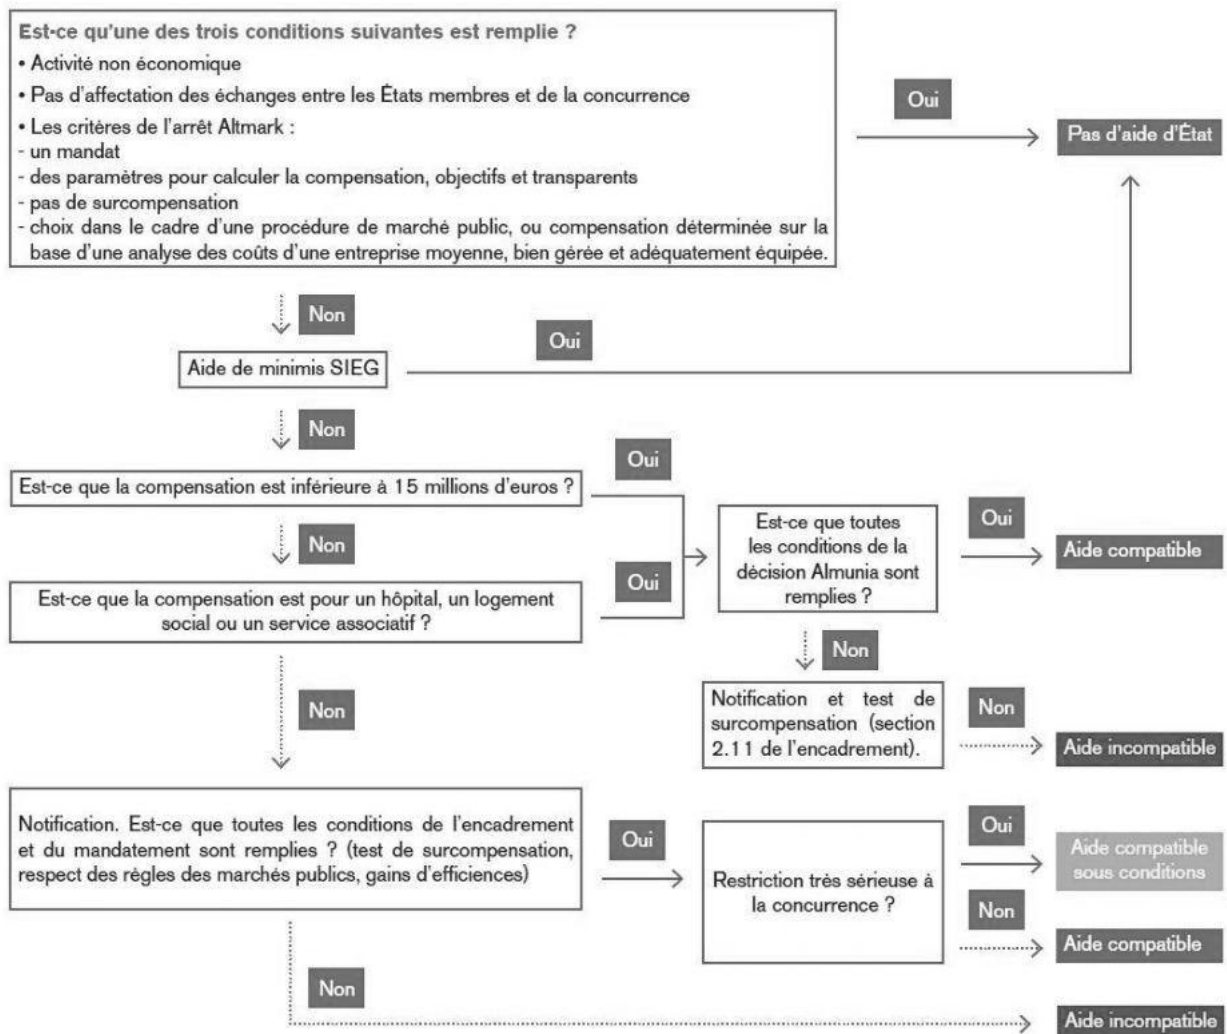 Est-ce qu'une des trois conditions suivantes est remplie ?
• Activité non économique
• Pas d'affectation des échanges entre les États membres et de la concurrence
• Les critères de l'arrêt Altmark :
- un mandat
- des paramètres pour calculer la compensation, objectifs et transparents
- pas de surcompensation
- choix dans le cadre d'une procédure de marché public, ou compensation déterminée sur la
base d'une analyse des coûts d'une entreprise moyenne, bien gérée et adéquatement équipée.
Oui
Pas d'aide d'État
Non
Aide de minimis SIEG
Oui
Non
Est-ce que la compensation est inférieure à 15 millions d'euros ?
Oui
Non
Est-ce que la compensation est pour un hôpital, un logement
social ou un service associatif ?
Oui
Est-ce que toutes
les conditions de la
décision Almunia sont
remplies ?
Oui
Aide compatible
Non
Notification et test de
surcompensation (section
2.11 de l'encadrement).
Non
Aide incompatible
Non
Notification. Est-ce que toutes les conditions de l'encadrement
et du mandatement sont remplies ? (test de surcompensation,
respect des règles des marchés publics, gains d'efficiences)
Oui
Restriction très sérieuse à
la concurrence ?
Oui
Aide compatible
sous conditions
Non
Aide compatible
Non
Aide incompatible